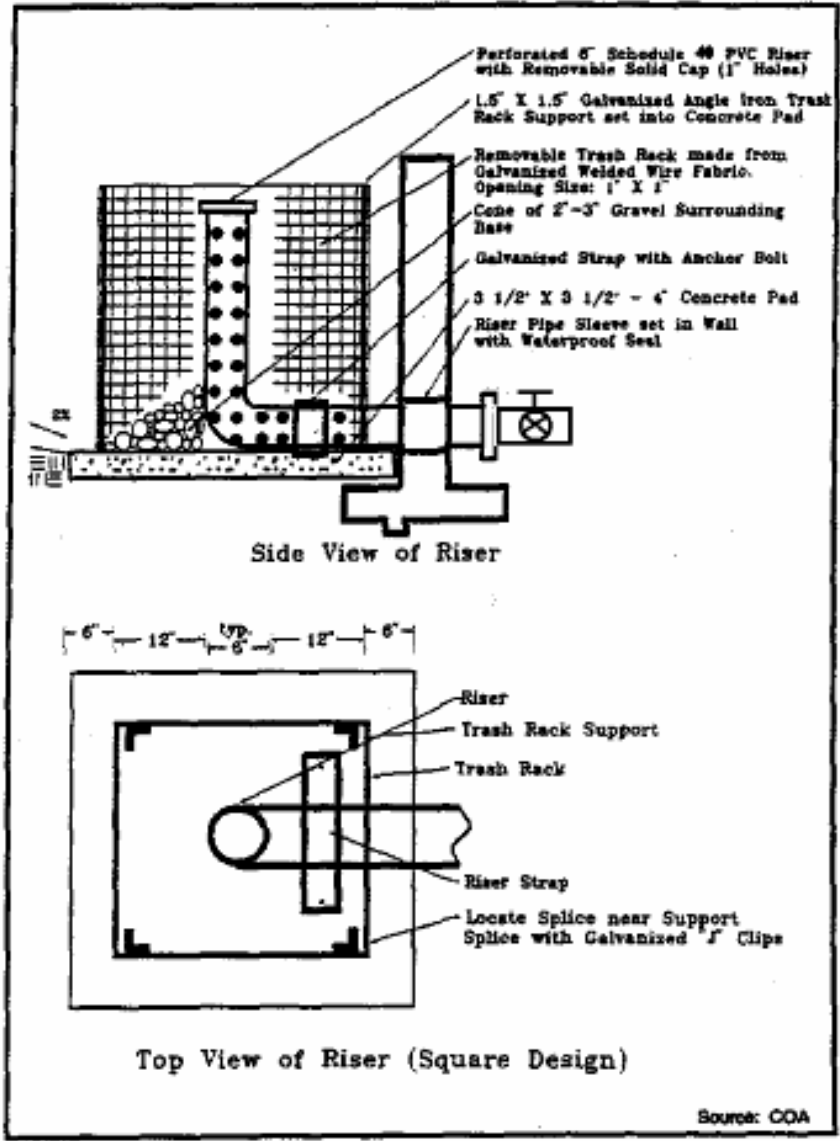 Perforated 6" Schedule 40 PVC Riser
with Removable Solid Cap (1" Holes)
1.5" X 1.5" Galvanized Angle Iron Trash
Rack Support set into Concrete Pad
Removable Trash Rack made from
Galvanized Welded Wire Fabric.
Opening Size: 1" X 1"
Cone of 2"-3" Gravel Surrounding
Base
Galvanized Strap with Anchor Bolt
3 1/2' X 3 1/2' - 4" Concrete Pad
Riser Pipe Sleeve set in Wall
with Waterproof Seal
2%
Side View of Riser
6" 12" typ. 6" 12" 6"
Riser
Trash Rack Support
Trash Rack
Riser Strap
Locate Splice near Support
Splice with Galvanized "J" Clips
Top View of Riser (Square Design)
Source: COA